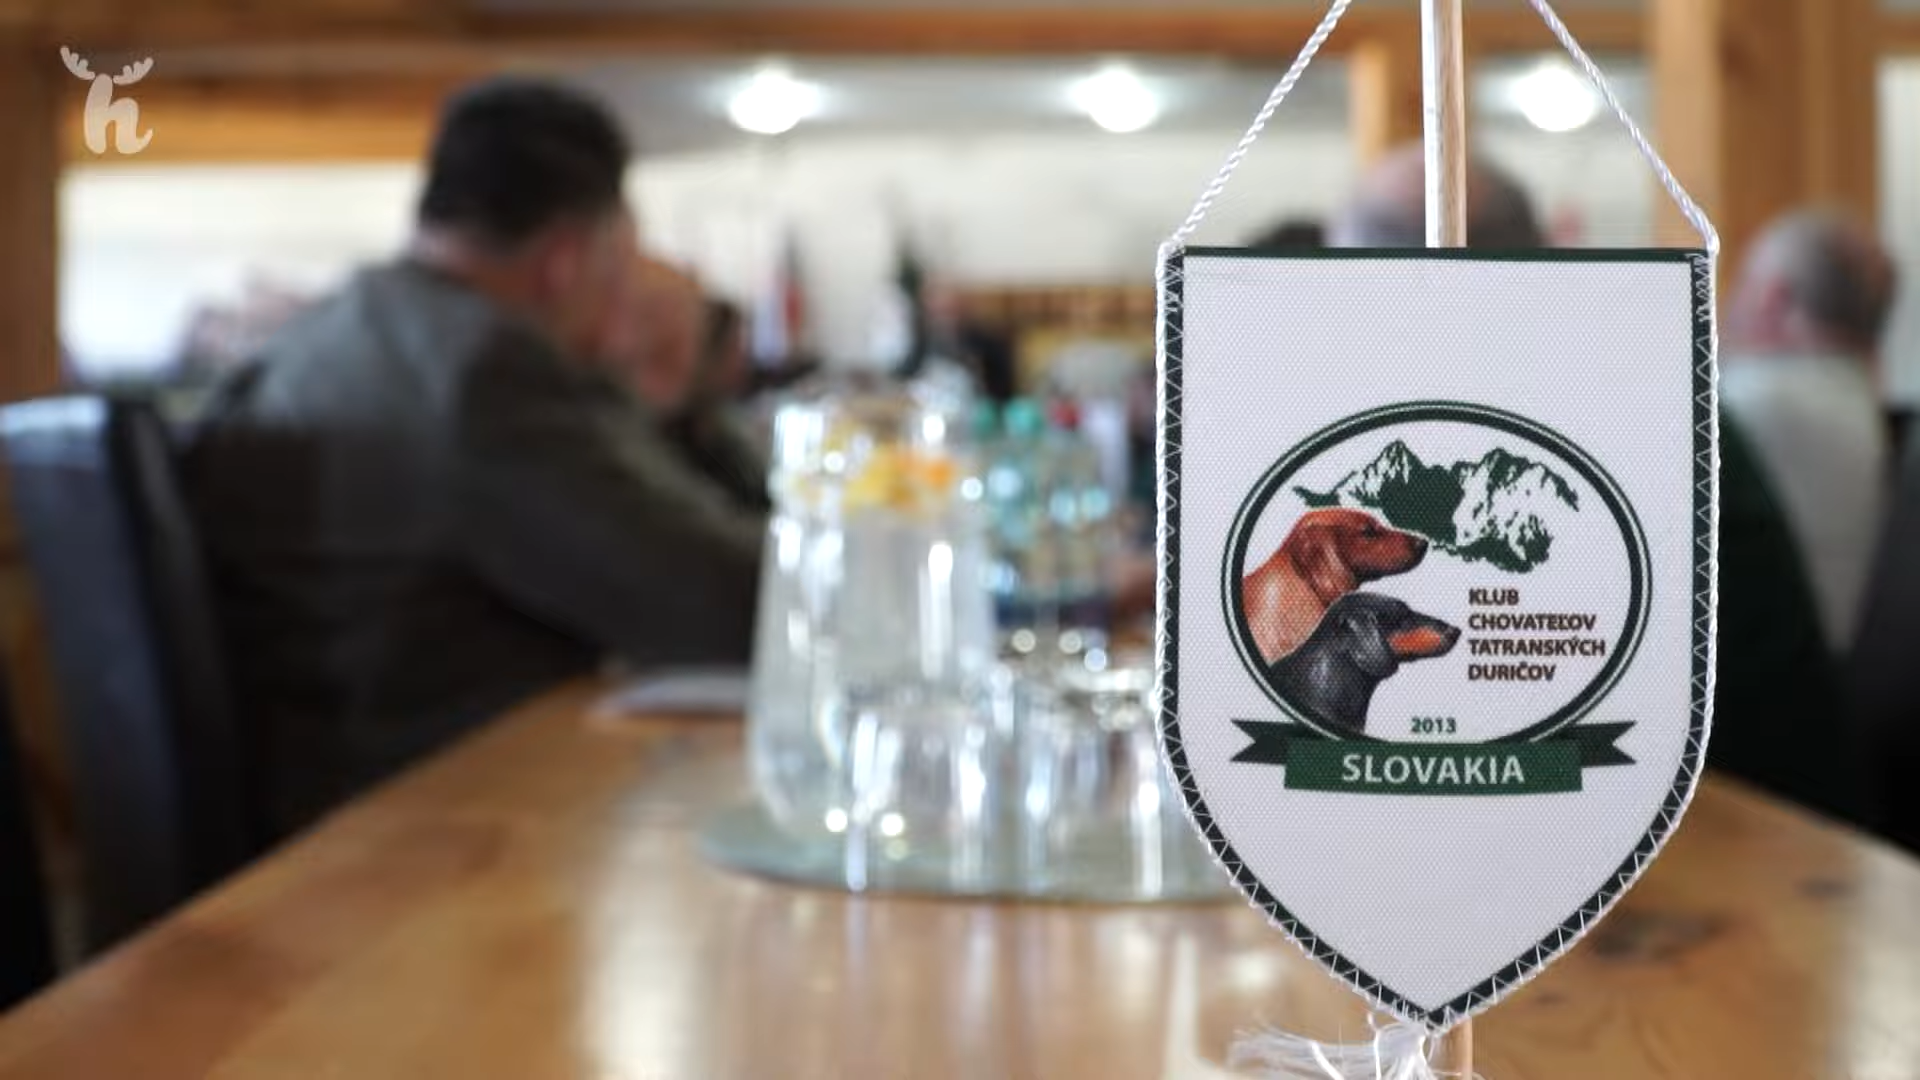 h
KLUB
CHOVATEĽOV
TATRANSKÝCH
DURIČOV
2013
SLOVAKIA